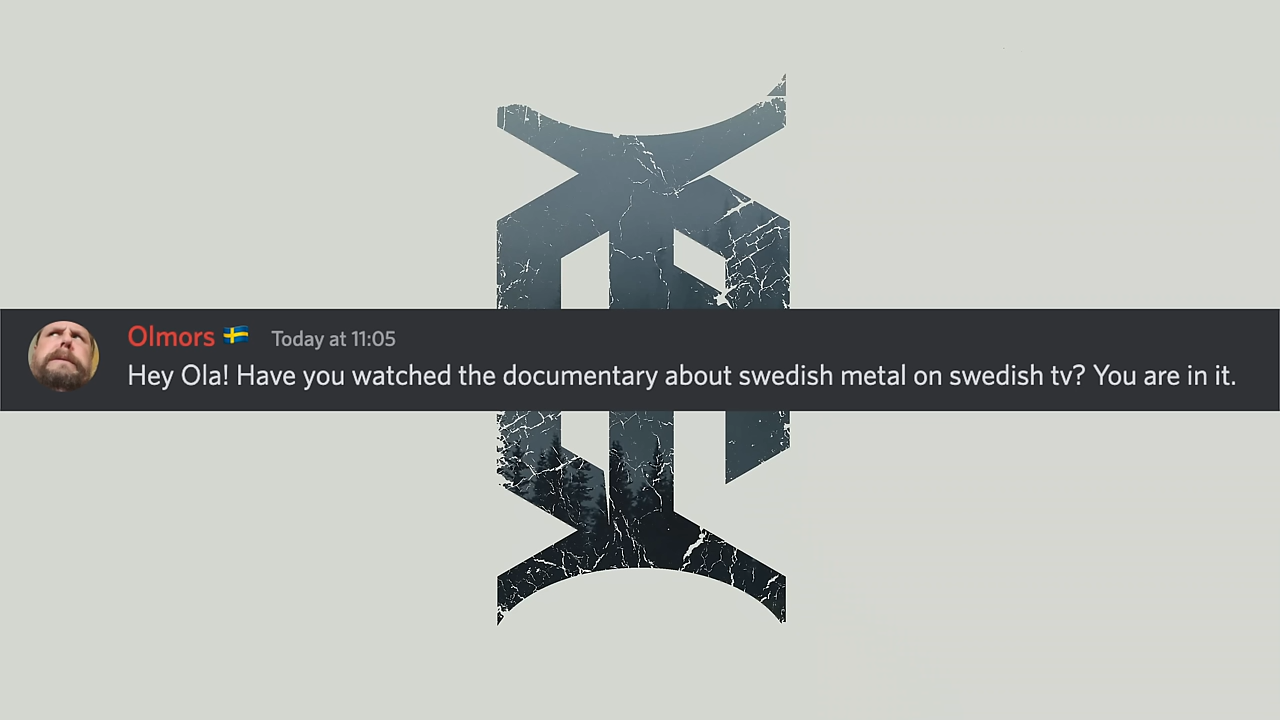 Olmors 🇸🇪 Today at 11:05
Hey Ola! Have you watched the documentary about swedish metal on swedish tv? You are in it.